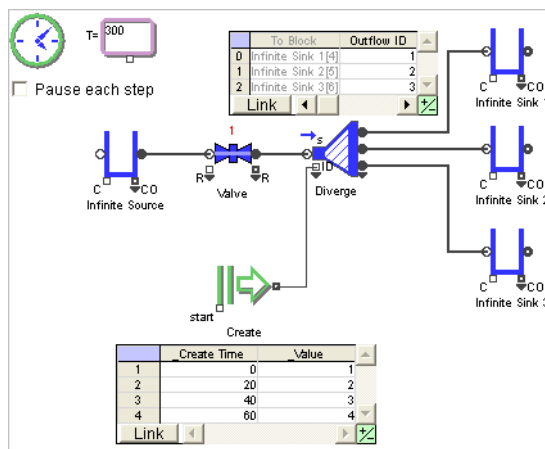 T= 300
Pause each step
To Block Outflow ID
0 Infinite Sink 1[4] 1
1 Infinite Sink 2[5] 2
2 Infinite Sink 3[6] 3
Link
C CO
Infinite Sink 1
1
s
ID
C CO
Infinite Source
R R
Valve
Diverge
C CO
Infinite Sink 2
start
Create
C CO
Infinite Sink 3
_Create Time _Value
1 0 1
2 20 2
3 40 3
4 60 4
Link